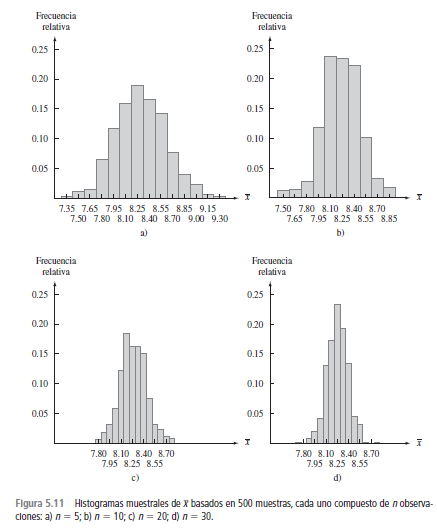 Frecuencia
relativa
0.25
0.20
0.15
0.10
0.05
x̅
7.35 7.65 7.95 8.25 8.55 8.85 9.15
7.50 7.80 8.10 8.40 8.70 9.00 9.30
a)
Frecuencia
relativa
0.25
0.20
0.15
0.10
0.05
x̅
7.50 7.80 8.10 8.40 8.70
7.65 7.95 8.25 8.55 8.85
b)
Frecuencia
relativa
0.25
0.20
0.15
0.10
0.05
x̅
7.80 8.10 8.40 8.70
7.95 8.25 8.55
c)
Frecuencia
relativa
0.25
0.20
0.15
0.10
0.05
x̅
7.80 8.10 8.40 8.70
7.95 8.25 8.55
d)
Figura 5.11 Histogramas muestrales de x̅ basados en 500 muestras, cada uno compuesto de n observa-
ciones: a) n = 5; b) n = 10; c) n = 20; d) n = 30.